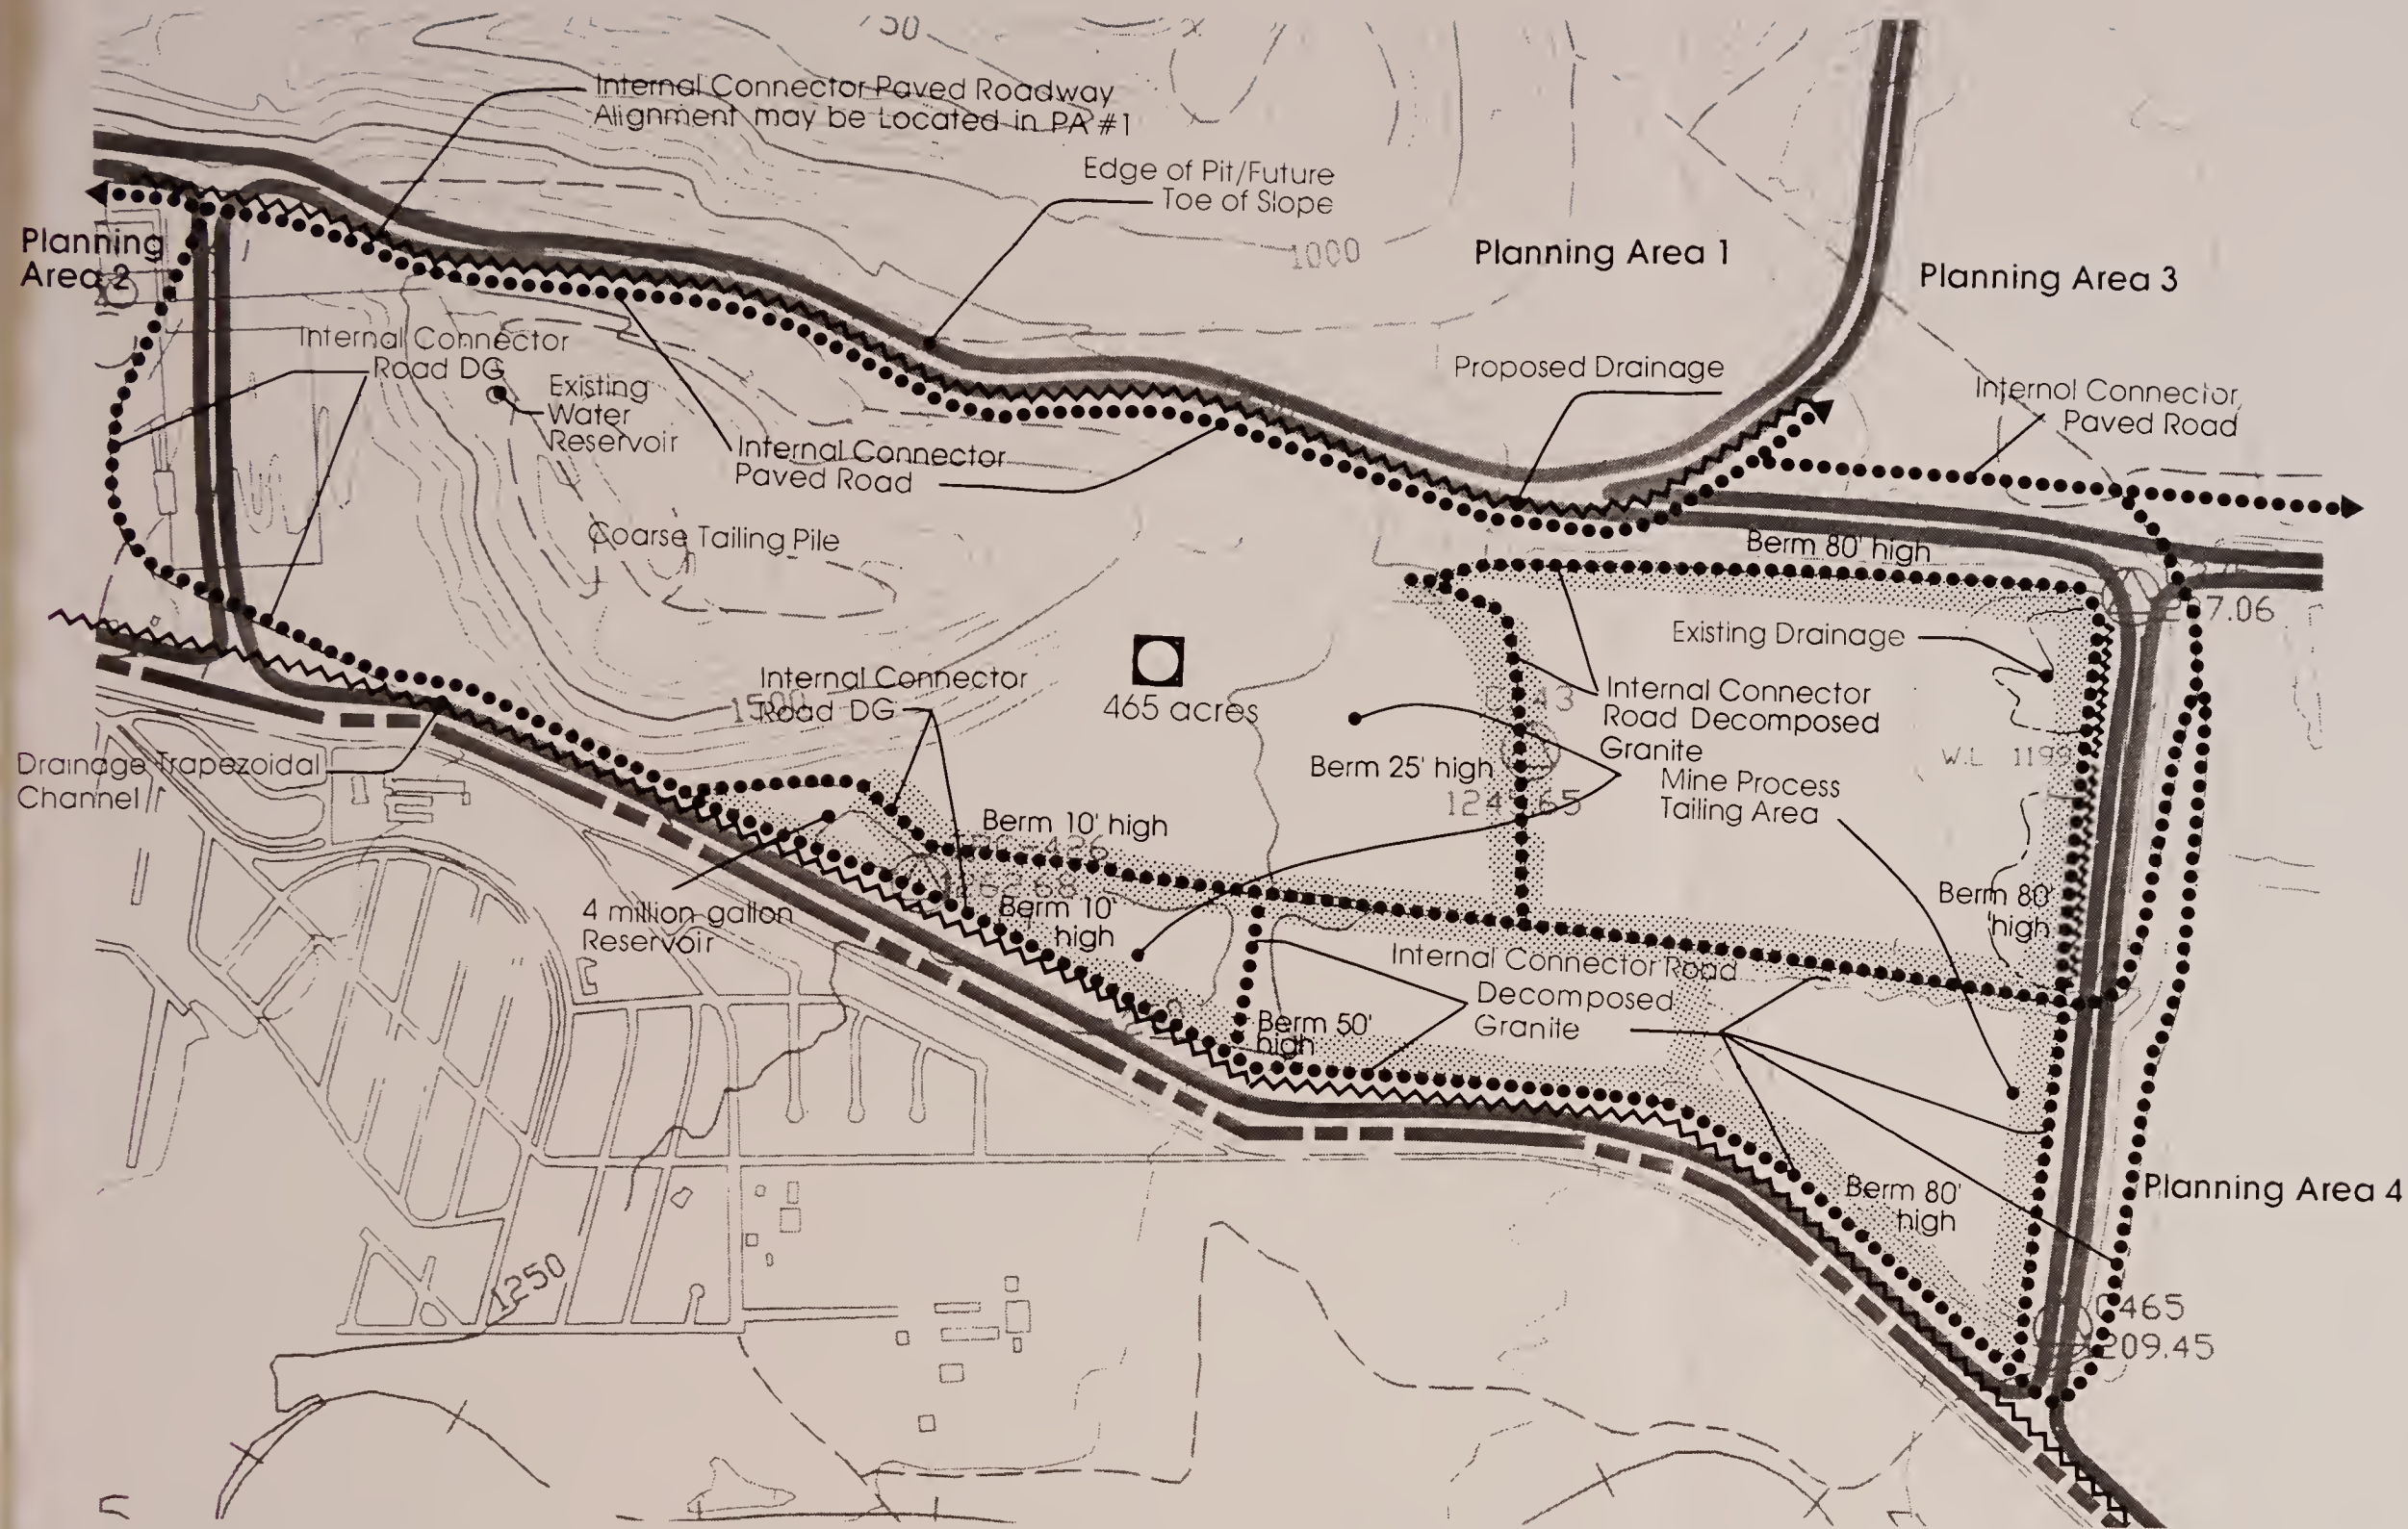 Internal Connector Paved Roadway
Alignment may be Located in PA #1
Edge of Pit/Future
Toe of Slope
1000
Planning Area 1
Planning Area 3
Planning
Area 2
Internal Connector
Road DG
Existing
Water
Reservoir
Internal Connector
Paved Road
Proposed Drainage
Internal Connector
Paved Road
Coarse Tailing Pile
Berm 80' high
Existing Drainage
Internal Connector
Road DG
1500
465 acres
Internal Connector
Road Decomposed
Granite
Berm 25' high
Mine Process
Tailing Area
W.L 1199
Drainage Trapezoidal
Channel
Berm 10' high
4 million gallon
Reservoir
Berm 10'
high
Berm 80'
high
Internal Connector Road
Decomposed
Granite
Berm 50'
high
Berm 80'
high
Planning Area 4
1250